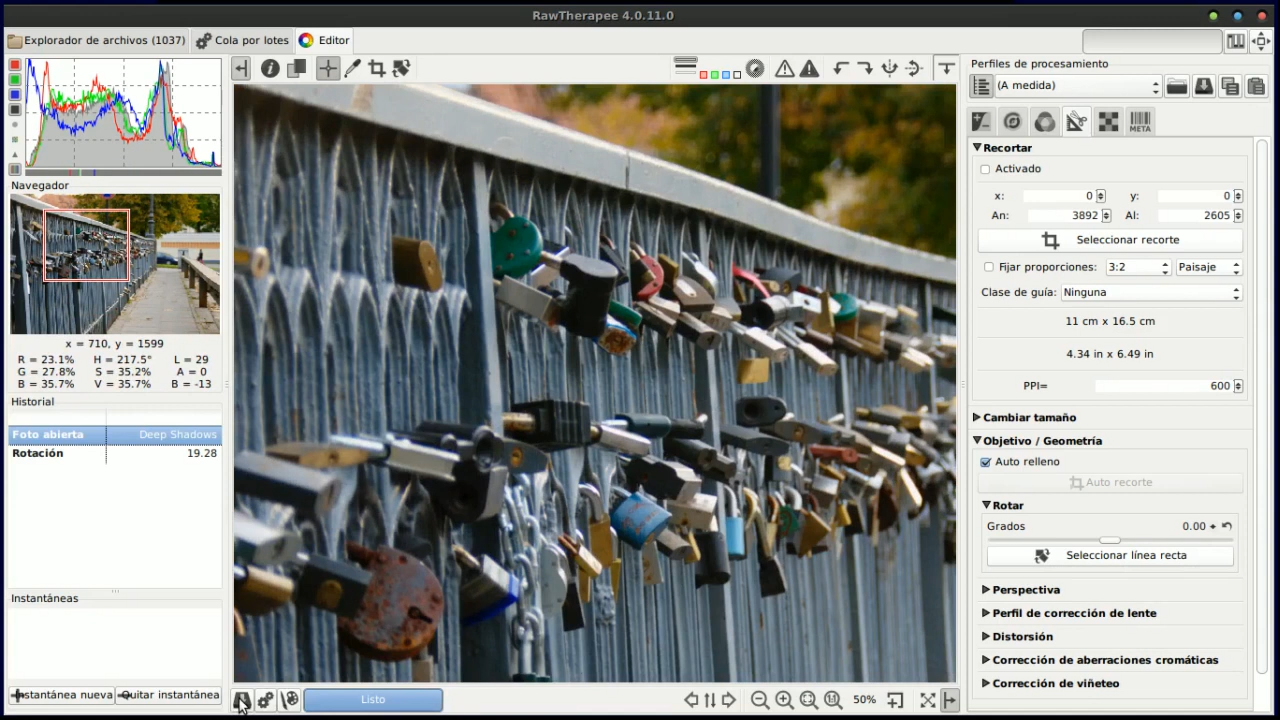 RawTherapee 4.0.11.0
Explorador de archivos (1037)
Cola por lotes
Editor
Navegador
x = 710, y = 1599
R = 23.1% H = 217.5° L = 29
G = 27.8% S = 35.2% A = 0
B = 35.7% V = 35.7% B = -13
Historial
Foto abierta Deep Shadows
Rotación 19.28
Instantáneas
nstantánea nueva
Quitar instantánea
Listo
50%
Perfiles de procesamiento
(A medida)
META
Recortar
Activado
x: 0 y: 0
An: 3892 Al: 2605
Seleccionar recorte
Fijar proporciones: 3:2 Paisaje
Clase de guía: Ninguna
11 cm x 16.5 cm
4.34 in x 6.49 in
PPI= 600
Cambiar tamaño
Objetivo / Geometría
Auto relleno
Auto recorte
Rotar
Grados 0.00
Seleccionar línea recta
Perspectiva
Perfil de corrección de lente
Distorsión
Corrección de aberraciones cromáticas
Corrección de viñeteo